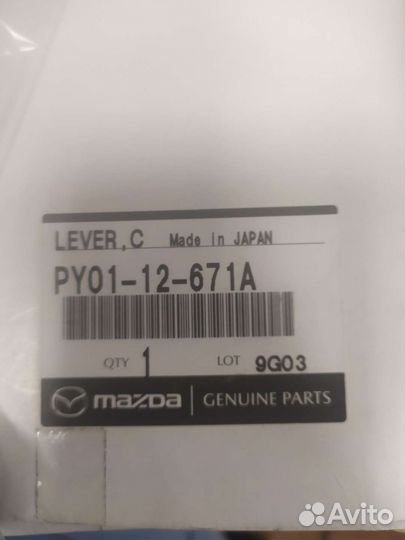 LEVER,C Made in JAPAN
PY01-12-671A
QTY 1 LOT 9G03
mazda GENUINE PARTS
Avito